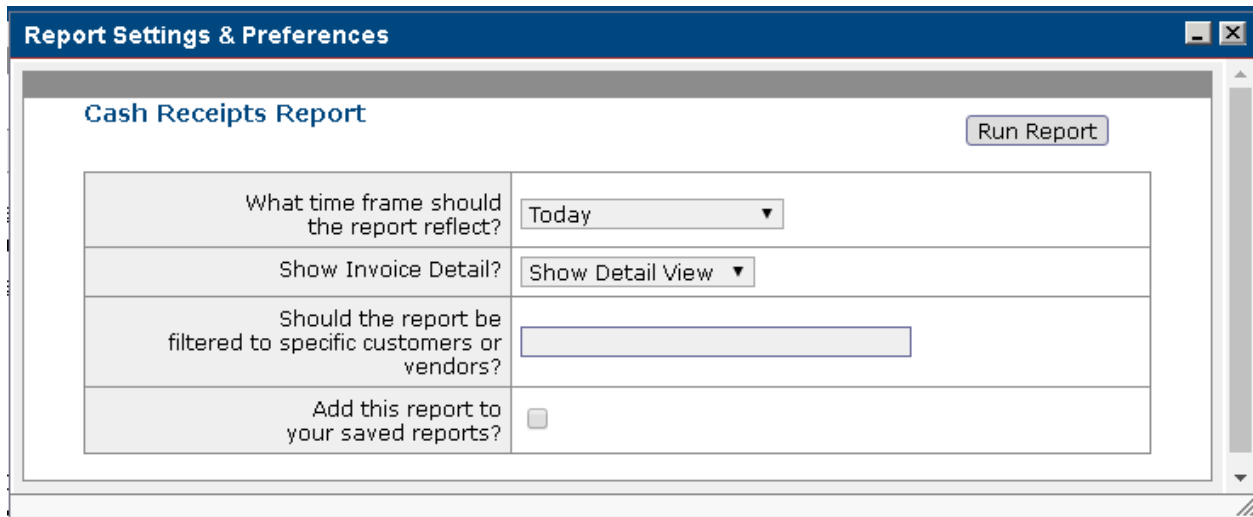 Report Settings & Preferences
Cash Receipts Report
Run Report
What time frame should
the report reflect?
Today
Show Invoice Detail?
Show Detail View
Should the report be
filtered to specific customers or
vendors?
Add this report to
your saved reports?